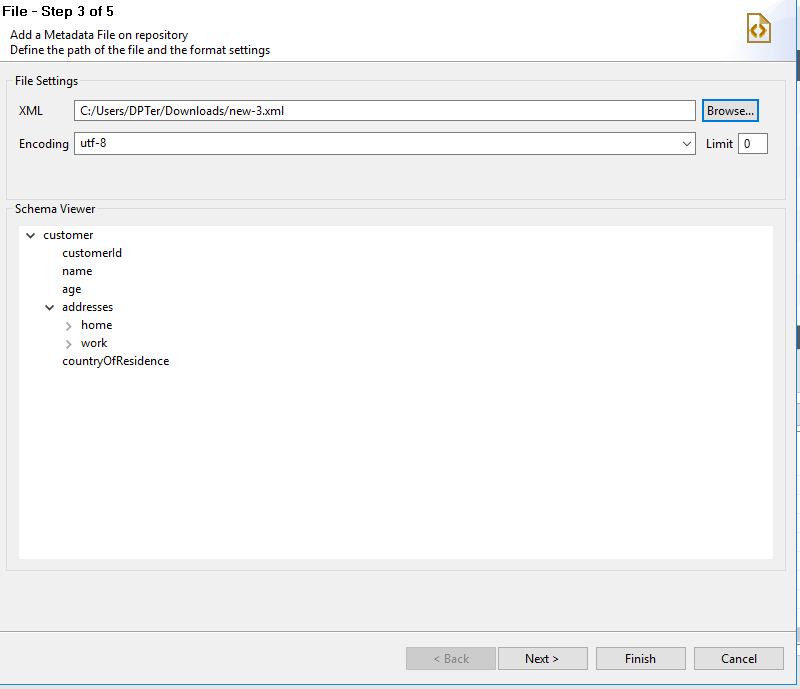 File - Step 3 of 5
Add a Metadata File on repository
Define the path of the file and the format settings
File Settings
XML C:/Users/DPTer/Downloads/new-3.xml Browse...
Encoding utf-8 Limit 0
Schema Viewer
customer
customerId
name
age
addresses
home
work
countryOfResidence
< Back Next > Finish Cancel